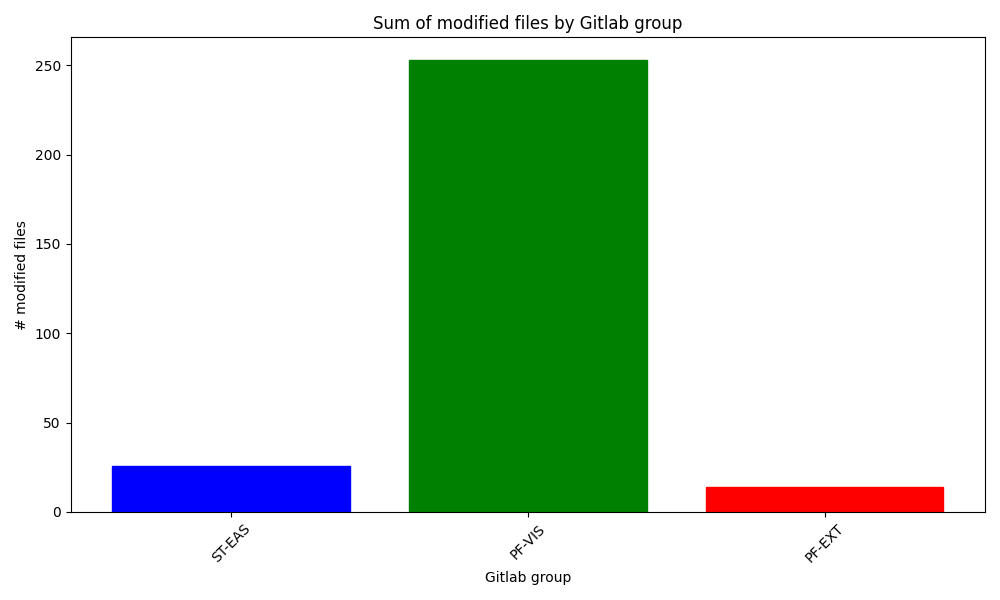 Sum of modified files by Gitlab group
250
200
150
100
50
0
# modified files
ST-EAS
PF-VIS
PF-EXT
Gitlab group